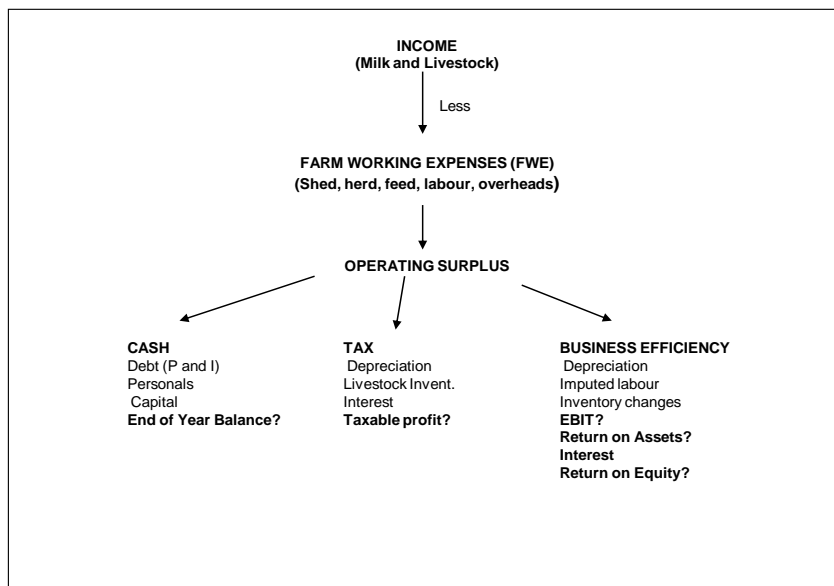 INCOME
(Milk and Livestock)
Less
FARM WORKING EXPENSES (FWE)
(Shed, herd, feed, labour, overheads)
OPERATING SURPLUS
CASH
Debt (P and I)
Personals
Capital
End of Year Balance?
TAX
Depreciation
Livestock Invent.
Interest
Taxable profit?
BUSINESS EFFICIENCY
Depreciation
Imputed labour
Inventory changes
EBIT?
Return on Assets?
Interest
Return on Equity?